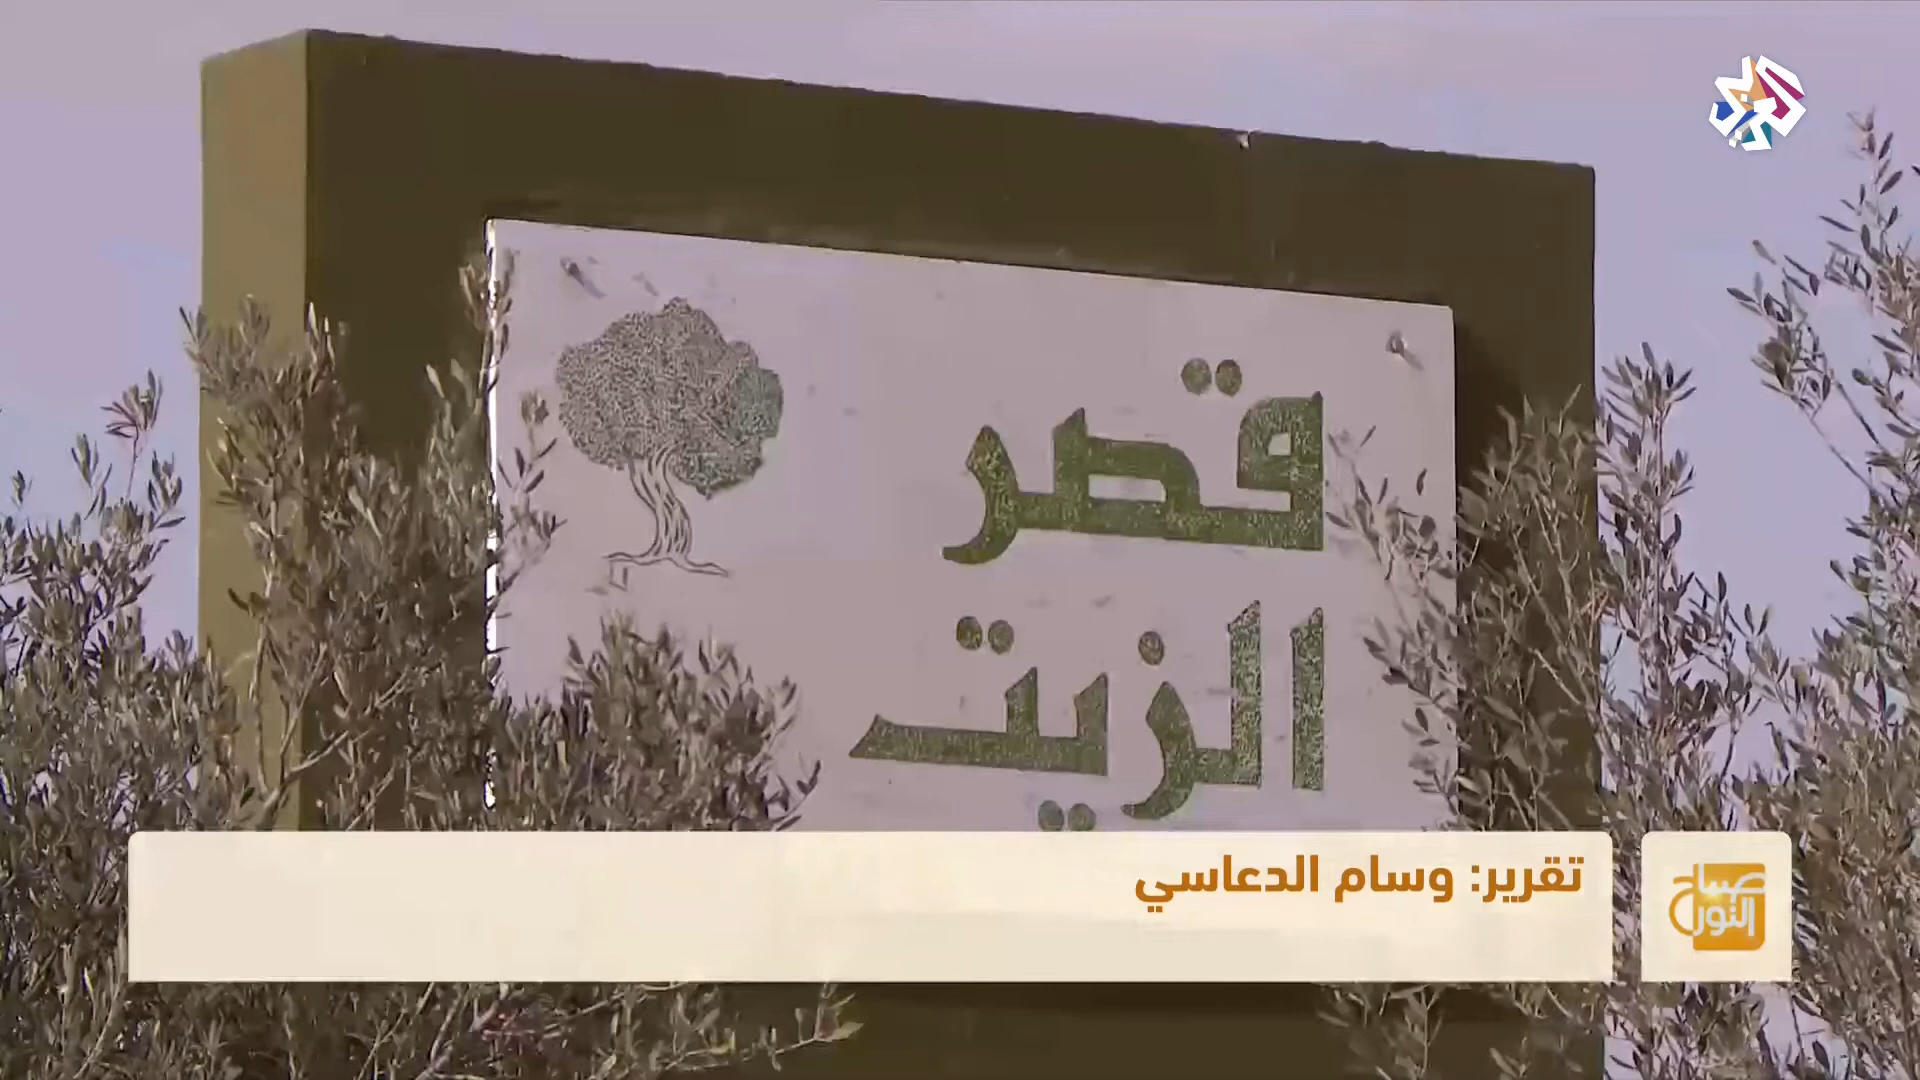 قصر
الزيت
تقرير: وسام الدعاسي
صباح
النور